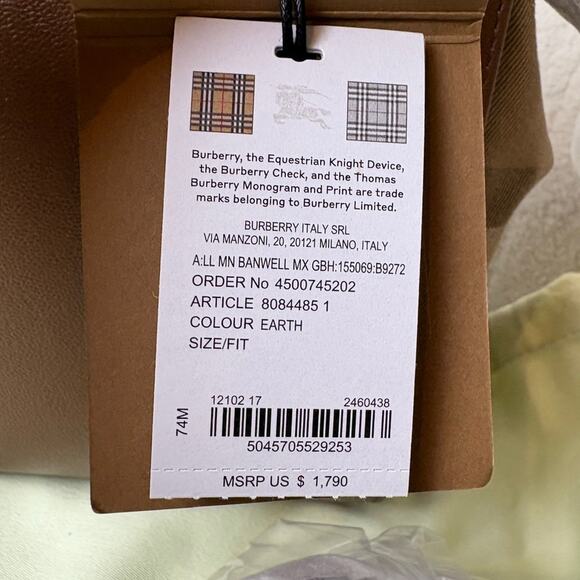 Burberry, the Equestrian Knight Device,
the Burberry Check, and the Thomas
Burberry Monogram and Print are trade
marks belonging to Burberry Limited.
BURBERRY ITALY SRL
VIA MANZONI, 20, 20121 MILANO, ITALY
A:LL MN BANWELL MX GBH:155069:B9272
ORDER No 4500745202
ARTICLE 8084485 1
COLOUR EARTH
SIZE/FIT
74M
12102 17 2460438
5045705529253
MSRP US $ 1,790